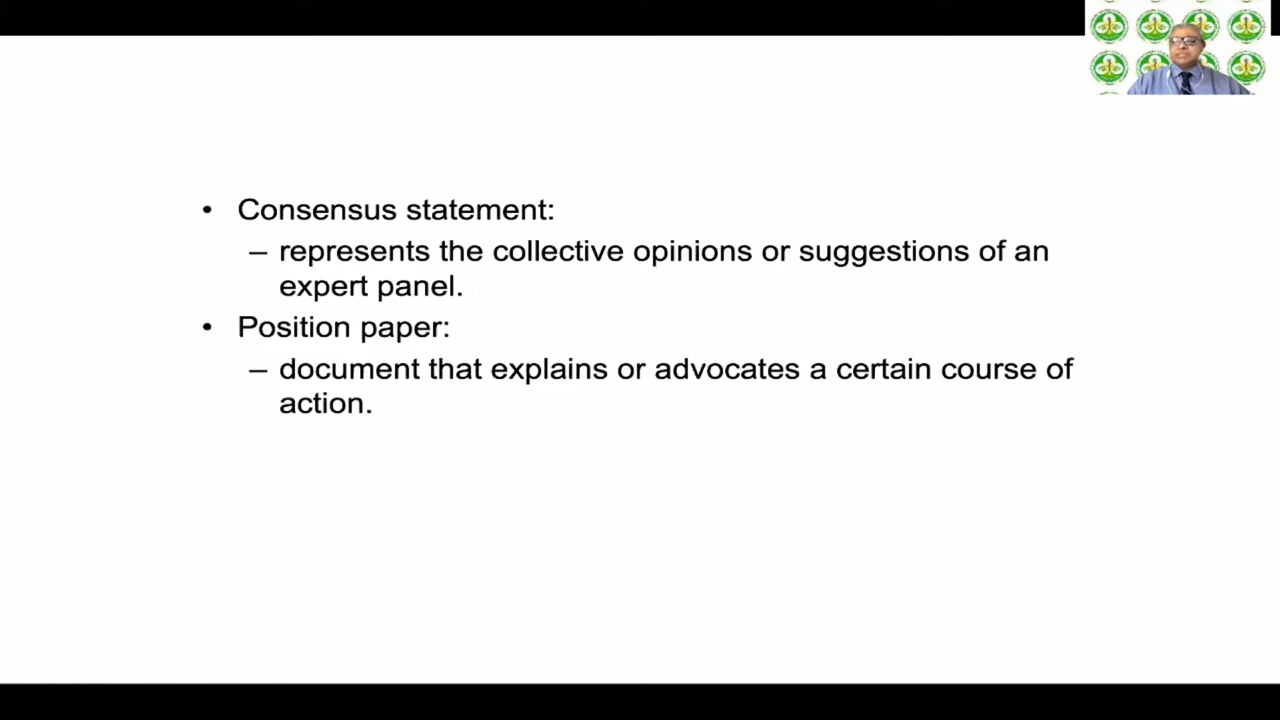 • Consensus statement:
– represents the collective opinions or suggestions of an
expert panel.
• Position paper:
– document that explains or advocates a certain course of
action.